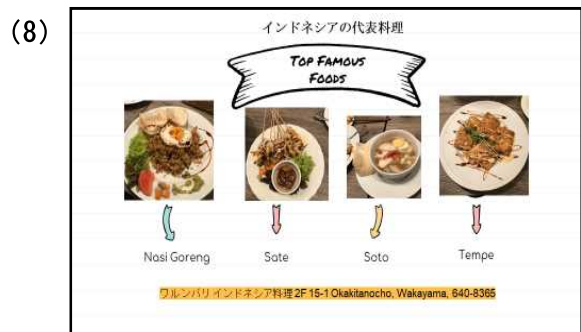 (8)
インドネシアの代表料理
TOP FAMOUS
FOODS
Nasi Goreng
Sate
Soto
Tempe
ワルンバリ インドネシア料理 2F 15-1 Okakitanocho, Wakayama, 640-8365